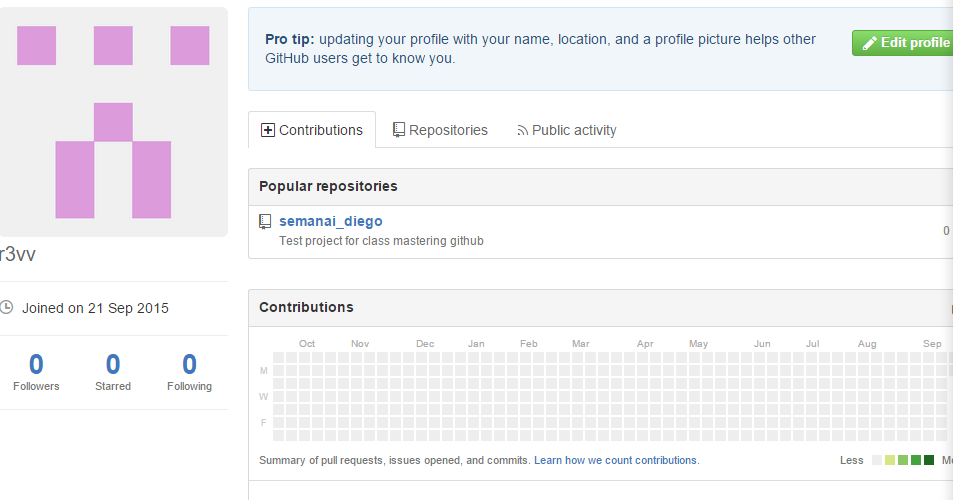 Pro tip: updating your profile with your name, location, and a profile picture helps other
GitHub users get to know you.
Edit profile
Contributions
Repositories
Public activity
Popular repositories
semanai_diego
0
Test project for class mastering github
r3vv
Joined on 21 Sep 2015
0 0 0
Followers Starred Following
Contributions
Oct Nov Dec Jan Feb Mar Apr May Jun Jul Aug Sep
M
W
F
Summary of pull requests, issues opened, and commits. Learn how we count contributions.
Less